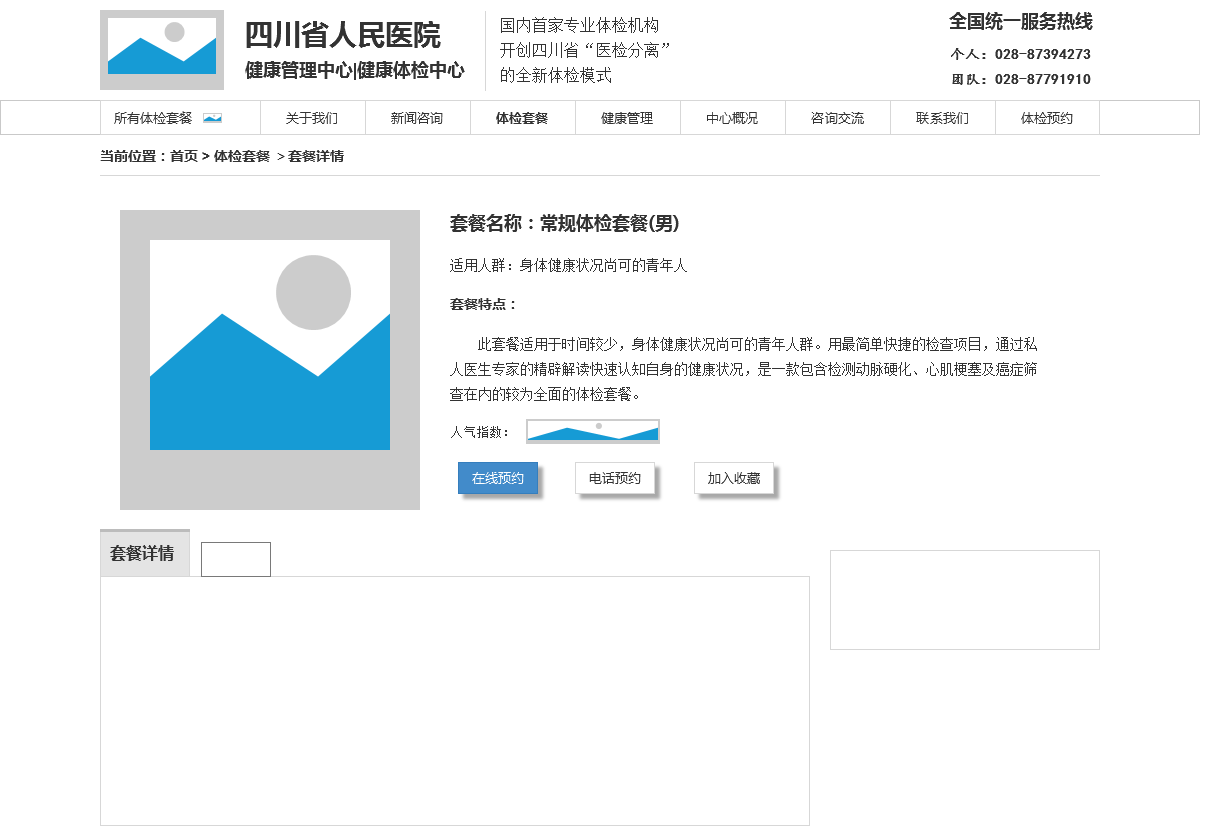 四川省人民医院
健康管理中心|健康体检中心
国内首家专业体检机构
开创四川省“医检分离”
的全新体检模式
全国统一服务热线
个人：028-87394273
团队：028-87791910
所有体检套餐 关于我们 新闻咨询 体检套餐 健康管理 中心概况 咨询交流 联系我们 体检预约
当前位置：首页 > 体检套餐 > 套餐详情
套餐名称：常规体检套餐(男)
适用人群：身体健康状况尚可的青年人
套餐特点：
此套餐适用于时间较少，身体健康状况尚可的青年人群。用最简单快捷的检查项目，通过私
人医生专家的精辟解读快速认知自身的健康状况，是一款包含检测动脉硬化、心肌梗塞及癌症筛
查在内的较为全面的体检套餐。
人气指数：
在线预约 电话预约 加入收藏
套餐详情